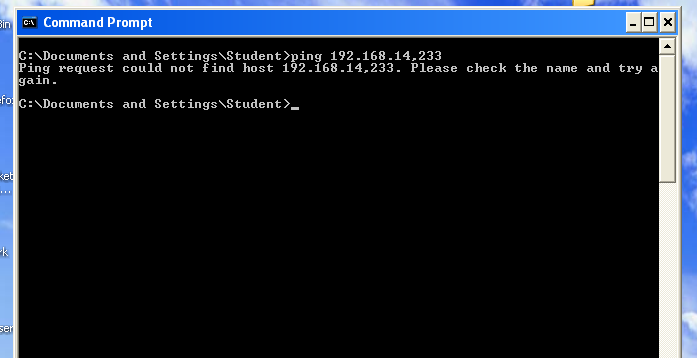 Command Prompt
C:\Documents and Settings\Student>ping 192.168.14,233
Ping request could not find host 192.168.14,233. Please check the name and try a
gain.
C:\Documents and Settings\Student>_